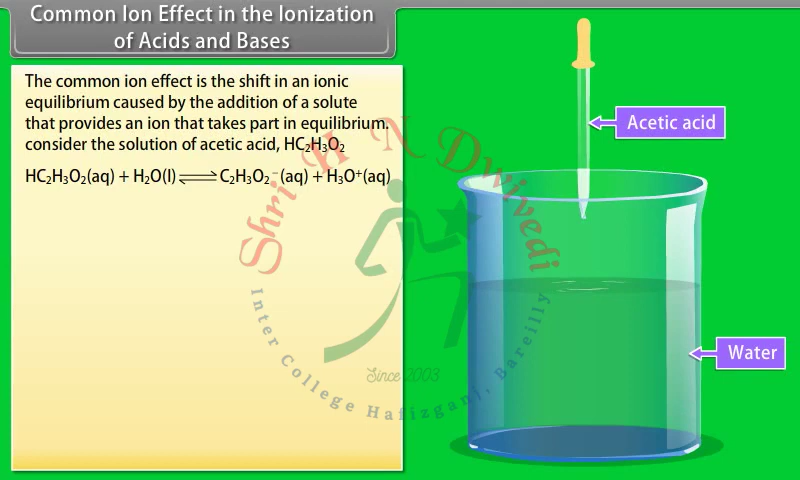 Common Ion Effect in the Ionization
of Acids and Bases
The common ion effect is the shift in an ionic
equilibrium caused by the addition of a solute
that provides an ion that takes part in equilibrium.
consider the solution of acetic acid, HC₂H₃O₂
HC₂H₃O₂(aq) + H₂O(l) ⇌ C₂H₃O₂⁻(aq) + H₃O⁺(aq)
Acetic acid
Water
Shri H N Dwivedi
Since 2003
Inter College Hafizganj, Bareilly